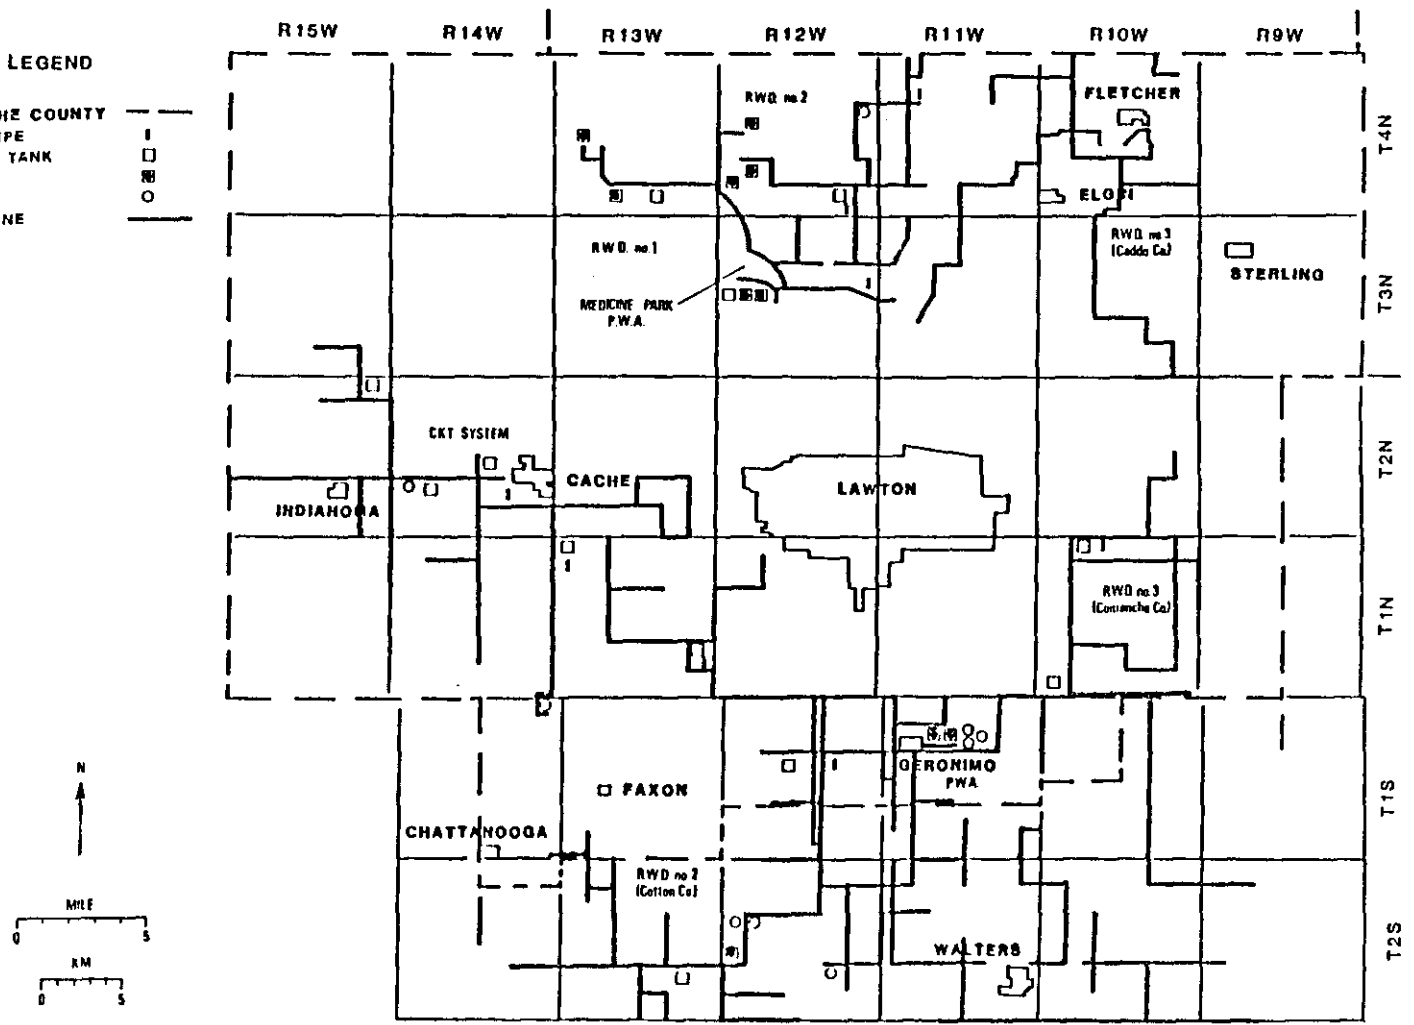 R15W R14W R13W R12W R11W R10W R9W
LEGEND
COUNTY
TANK
T4N
T3N
T2N
T1N
T1S
T2S
RWD. no.2
FLETCHER
RWD. no.1
RWD. no.3
(Caddo Co.)
STERLING
MEDICINE PARK
P.W.A.
CKT SYSTEM
CACHE
LAWTON
INDIAHOMA
RWD no.3
(Comanche Co.)
GERONIMO
PWA
FAXON
CHATTANOOGA
RWD no 2
(Cotton Co.)
WALTERS
N
MILE
0 5
KM
0 5